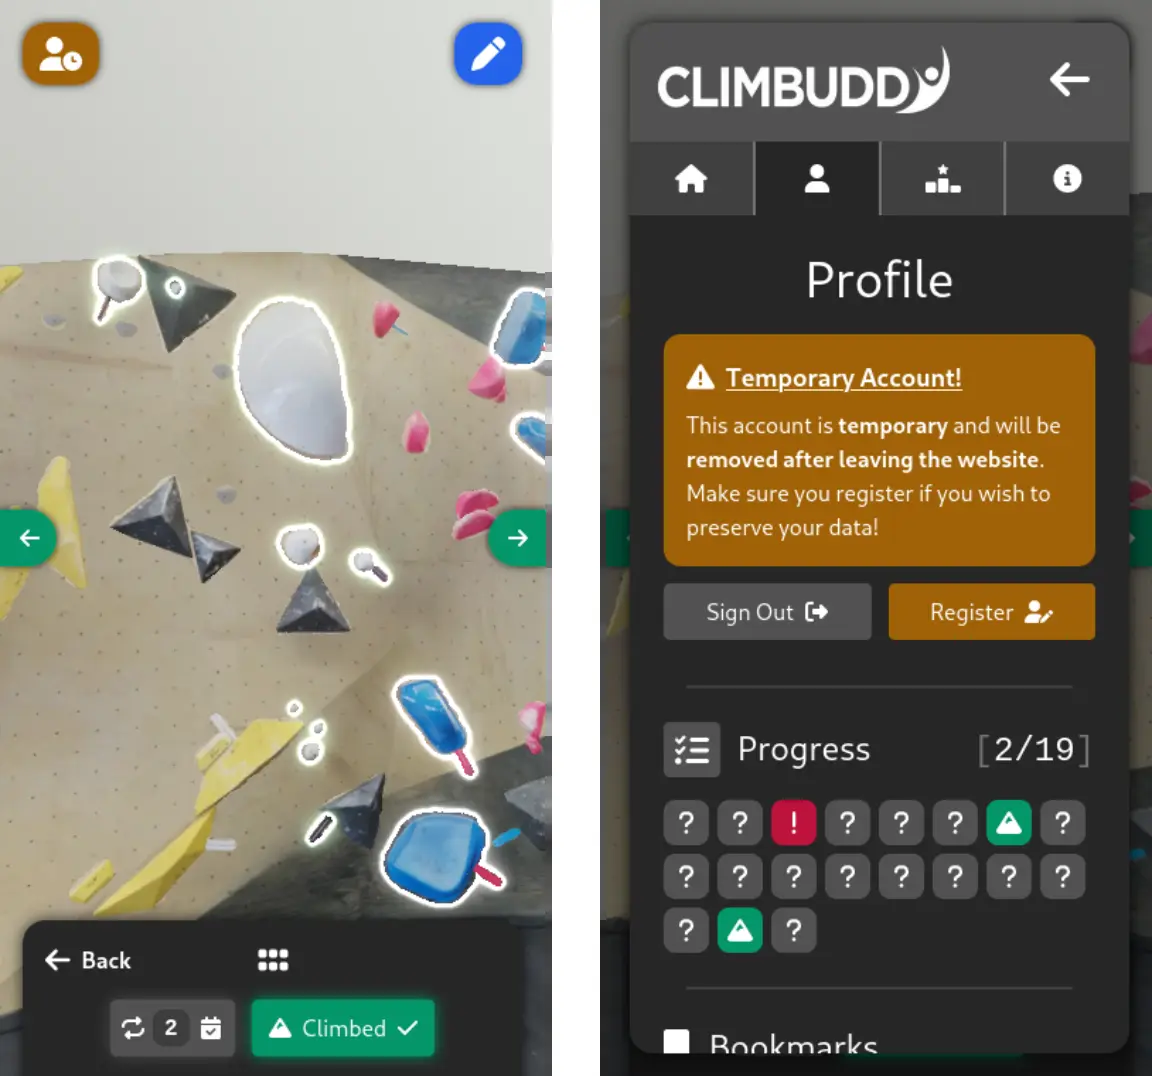 Back
2
Climbed
CLIMBUDDY
Profile
Temporary Account!
This account is temporary and will be
removed after leaving the website.
Make sure you register if you wish to
preserve your data!
Sign Out
Register
Progress [2/19]
? ? ! ? ? ? ?
? ? ? ? ? ? ? ?
? ?
Bookmarks